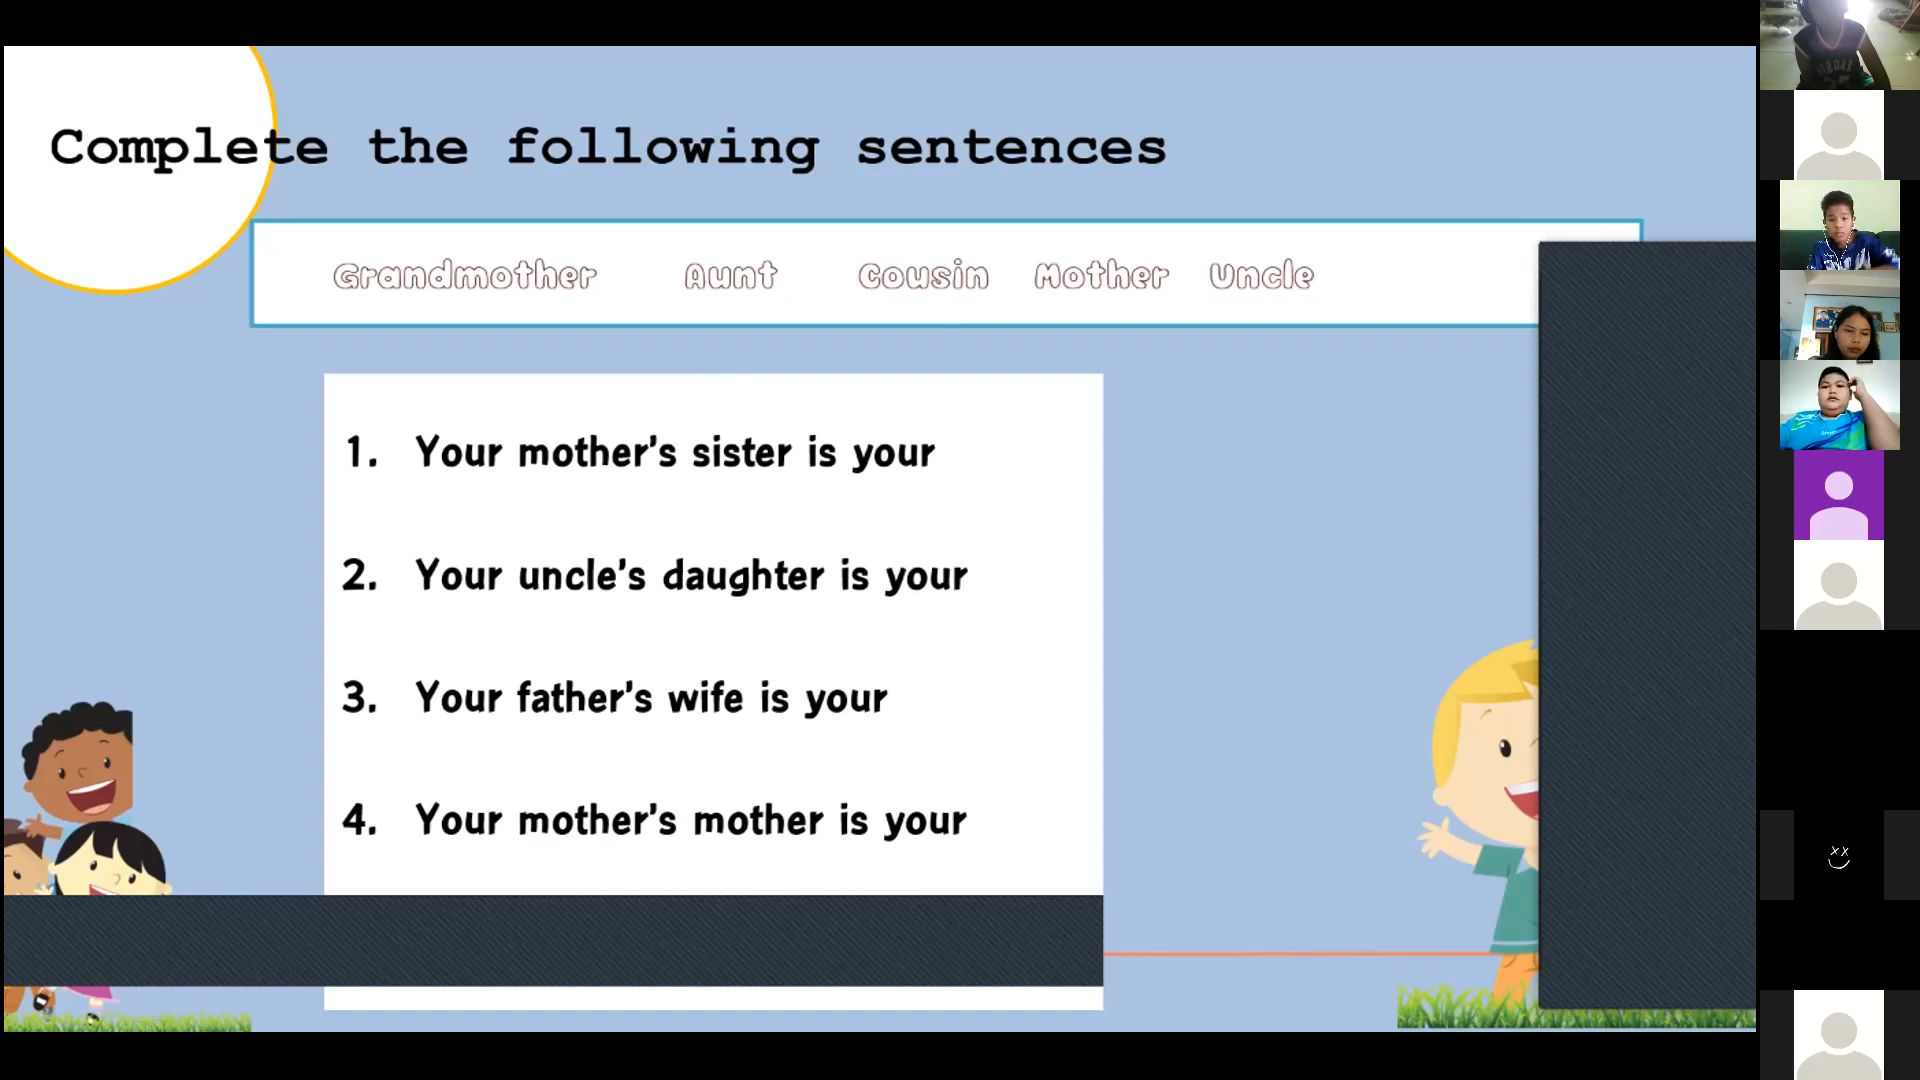 Complete the following sentences
Grandmother Aunt Cousin Mother Uncle
1. Your mother's sister is your
2. Your uncle's daughter is your
3. Your father's wife is your
4. Your mother's mother is your